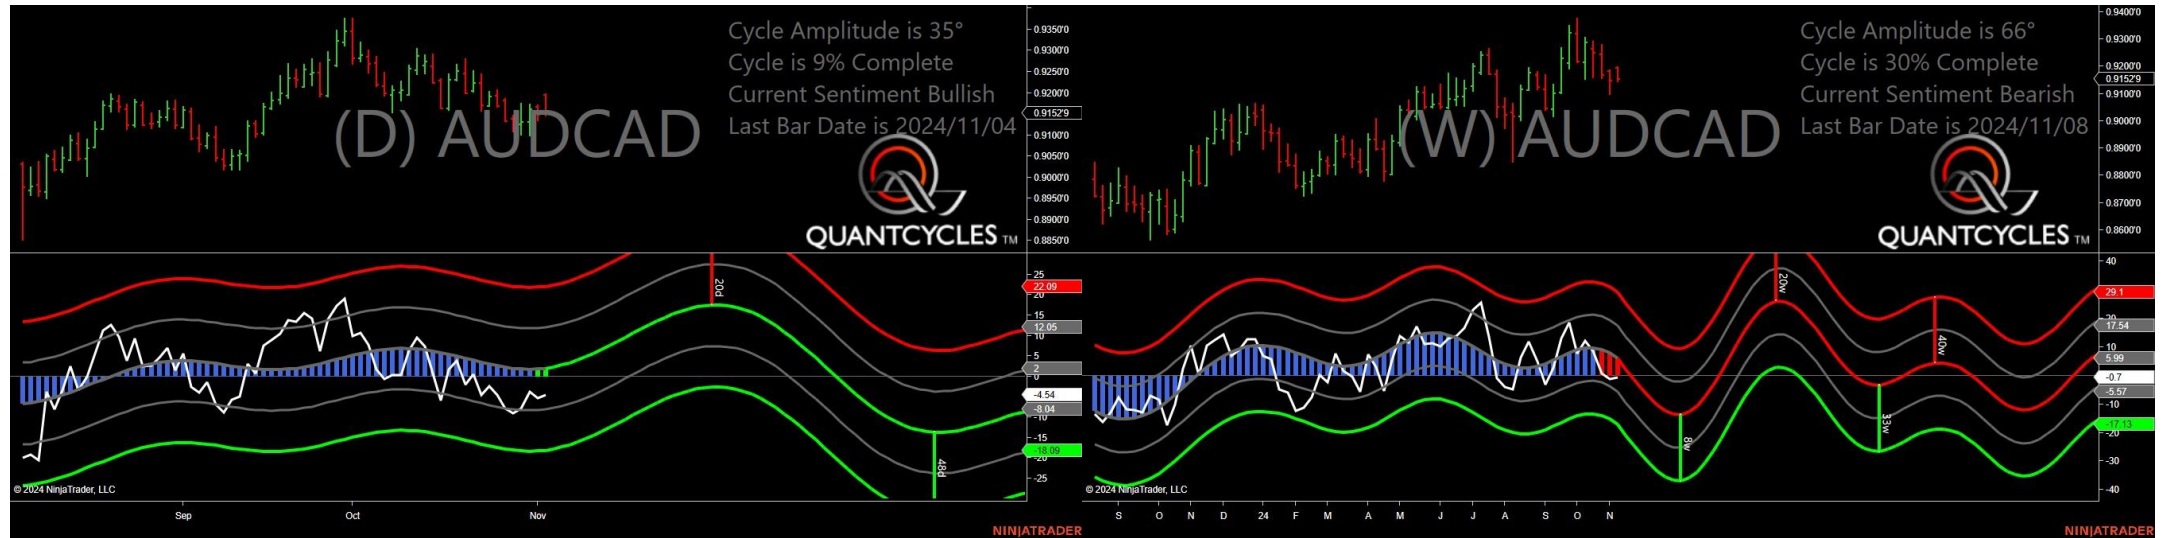 Cycle Amplitude is 35°
Cycle is 9% Complete
Current Sentiment Bullish
Last Bar Date is 2024/11/04
(D) AUDCAD
QUANTCYCLES TM
0.9350'0
0.9300'0
0.9250'0
0.9200'0
0.9152'9
0.9100'0
0.9050'0
0.9000'0
0.8950'0
0.8900'0
0.8850'0
20d
48d
25
22.09
20
15
12.05
10
5
2
0
-4.54
-8.04
-10
-15
-18.09
-20
-25
© 2024 NinjaTrader, LLC
Sep Oct Nov
NINJATRADER
Cycle Amplitude is 66°
Cycle is 30% Complete
Current Sentiment Bearish
Last Bar Date is 2024/11/08
(W) AUDCAD
QUANTCYCLES TM
0.9400'0
0.9300'0
0.9200'0
0.9152'9
0.9100'0
0.9000'0
0.8900'0
0.8800'0
0.8700'0
0.8600'0
20w
40w
8w
33w
40
29.1
20
17.54
10
5.99
-0.7
-5.57
-10
-17.13
-20
-30
-40
© 2024 NinjaTrader, LLC
S O N D 24 F M A M J J A S O N
NINJATRADER